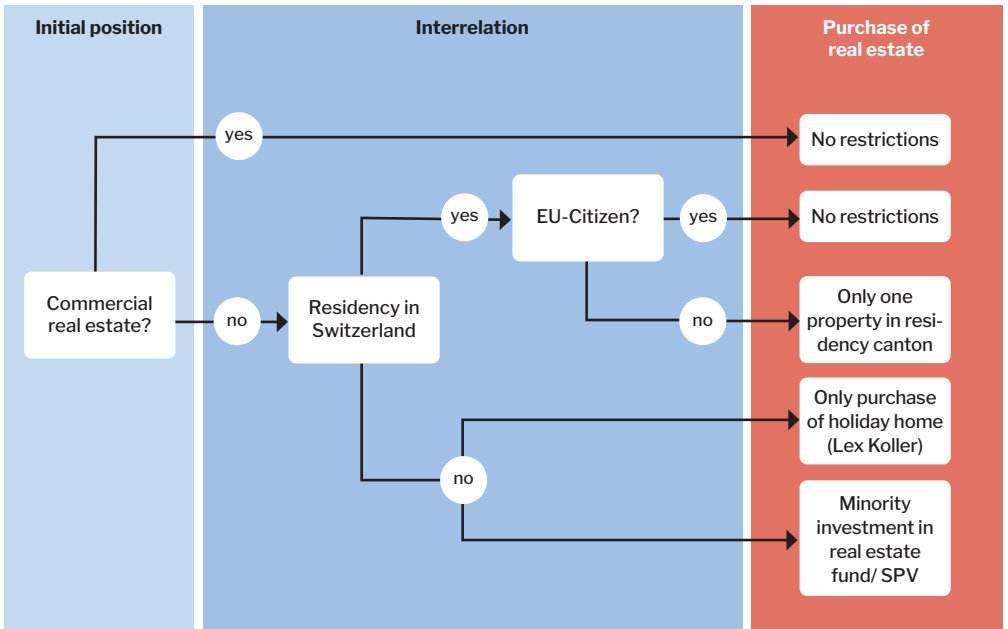 Initial position
Interrelation
Purchase of
real estate
yes
No restrictions
yes
EU-Citizen?
yes
No restrictions
Commercial
real estate?
no
Residency in
Switzerland
no
Only one
property in resi-
dency canton
Only purchase
of holiday home
(Lex Koller)
no
Minority
investment in
real estate
fund/ SPV